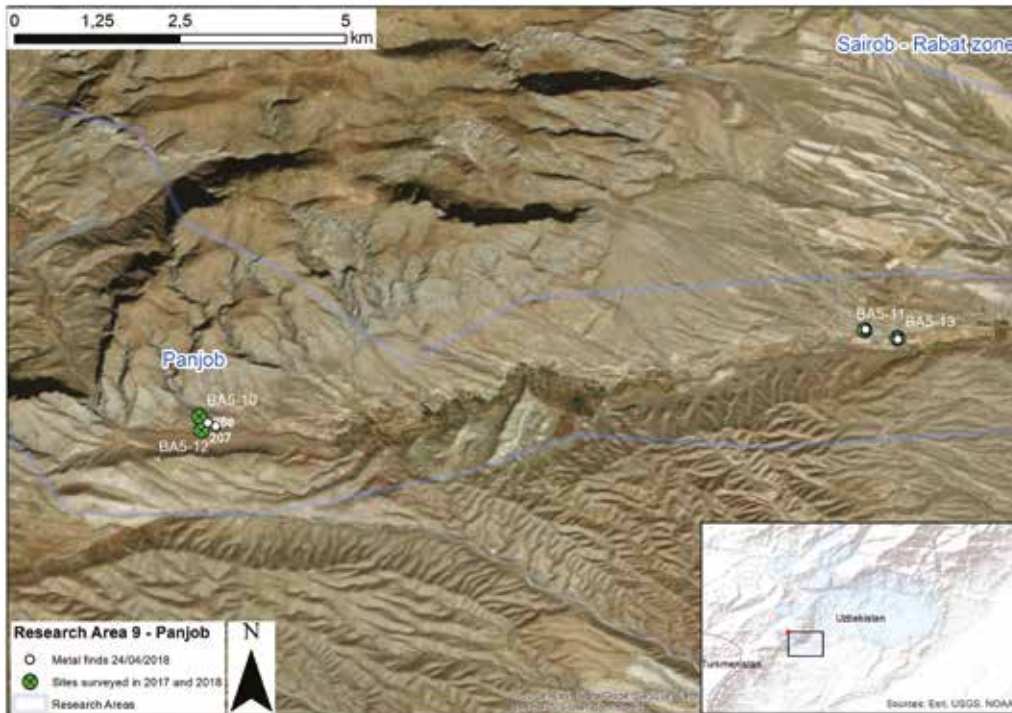 0 1,25 2,5 5
km
Sairob - Rabat zone
BA5-11
BA5-13
Panjob
BA5-10
207
BA5-12
Research Area 9 - Panjob
Metal finds 24/04/2018
Sites surveyed in 2017 and 2018
Research Areas
N
Uzbekistan
Turkmenistan
Sources: Esri, USGS, NOAA